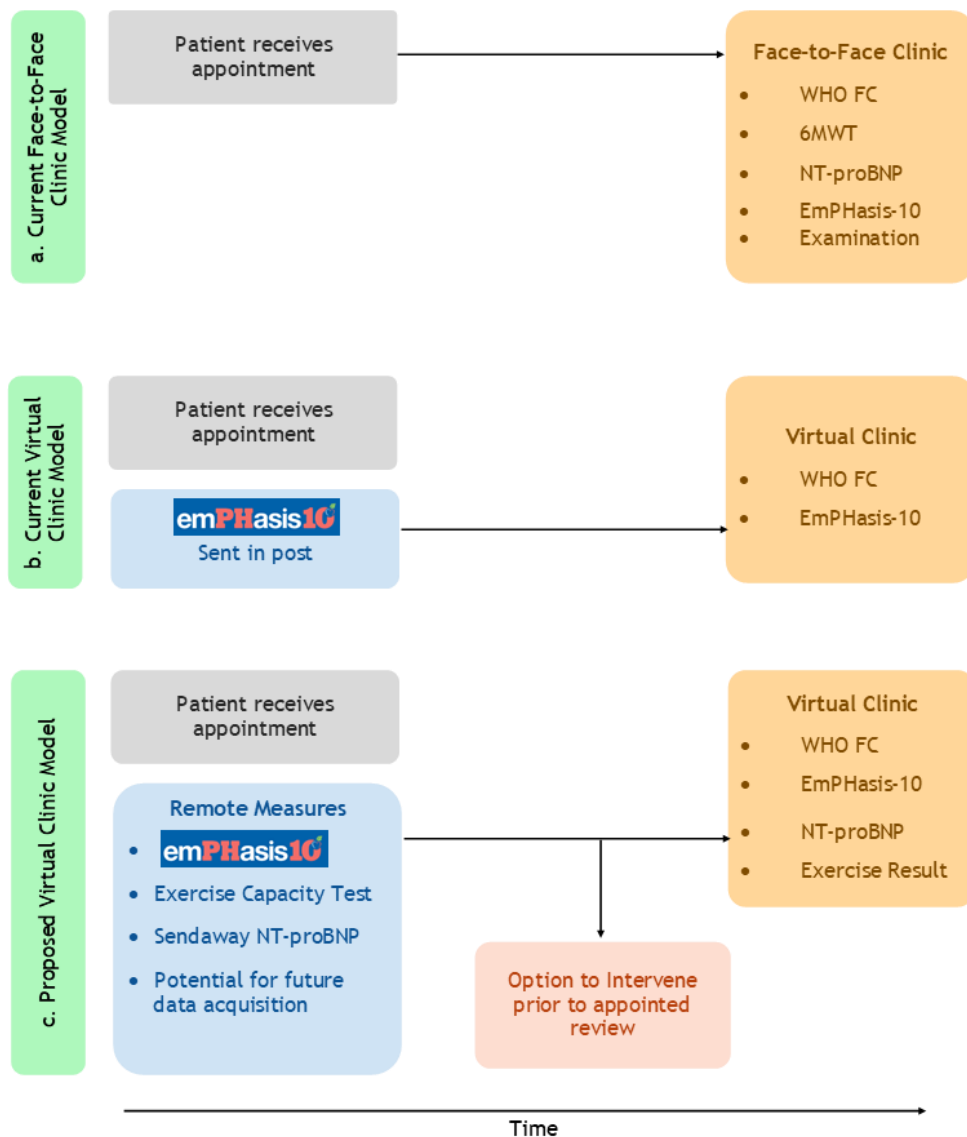 a. Current Face-to-Face
Clinic Model
Patient receives
appointment
Face-to-Face Clinic
• WHO FC
• 6MWT
• NT-proBNP
• EmPHasis-10
• Examination
b. Current Virtual
Clinic Model
Patient receives
appointment
emPHasis10
Sent in post
Virtual Clinic
• WHO FC
• EmPHasis-10
c. Proposed Virtual Clinic Model
Patient receives
appointment
Remote Measures
• emPHasis10
• Exercise Capacity Test
• Sendaway NT-proBNP
• Potential for future
data acquisition
Option to Intervene
prior to appointed
review
Virtual Clinic
• WHO FC
• EmPHasis-10
• NT-proBNP
• Exercise Result
Time